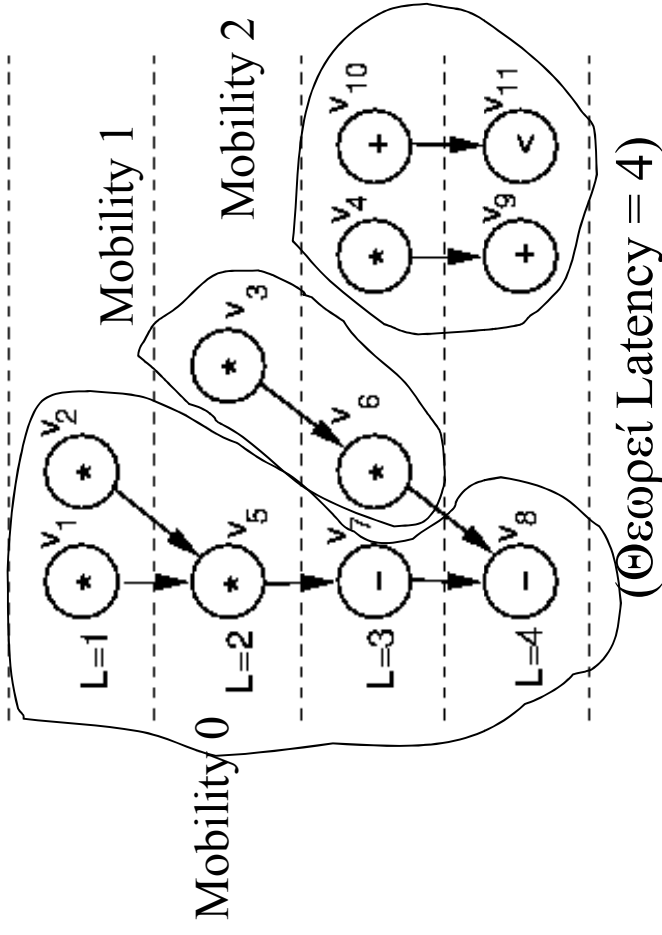 v1 v2
L=1 * *
Mobility 1
Mobility 0
v5 v3
L=2 * *
Mobility 2
v7 v6 v4 v10
L=3 − * * +
v8 v9 v11
L=4 − + <
(Θεωρεί Latency = 4)